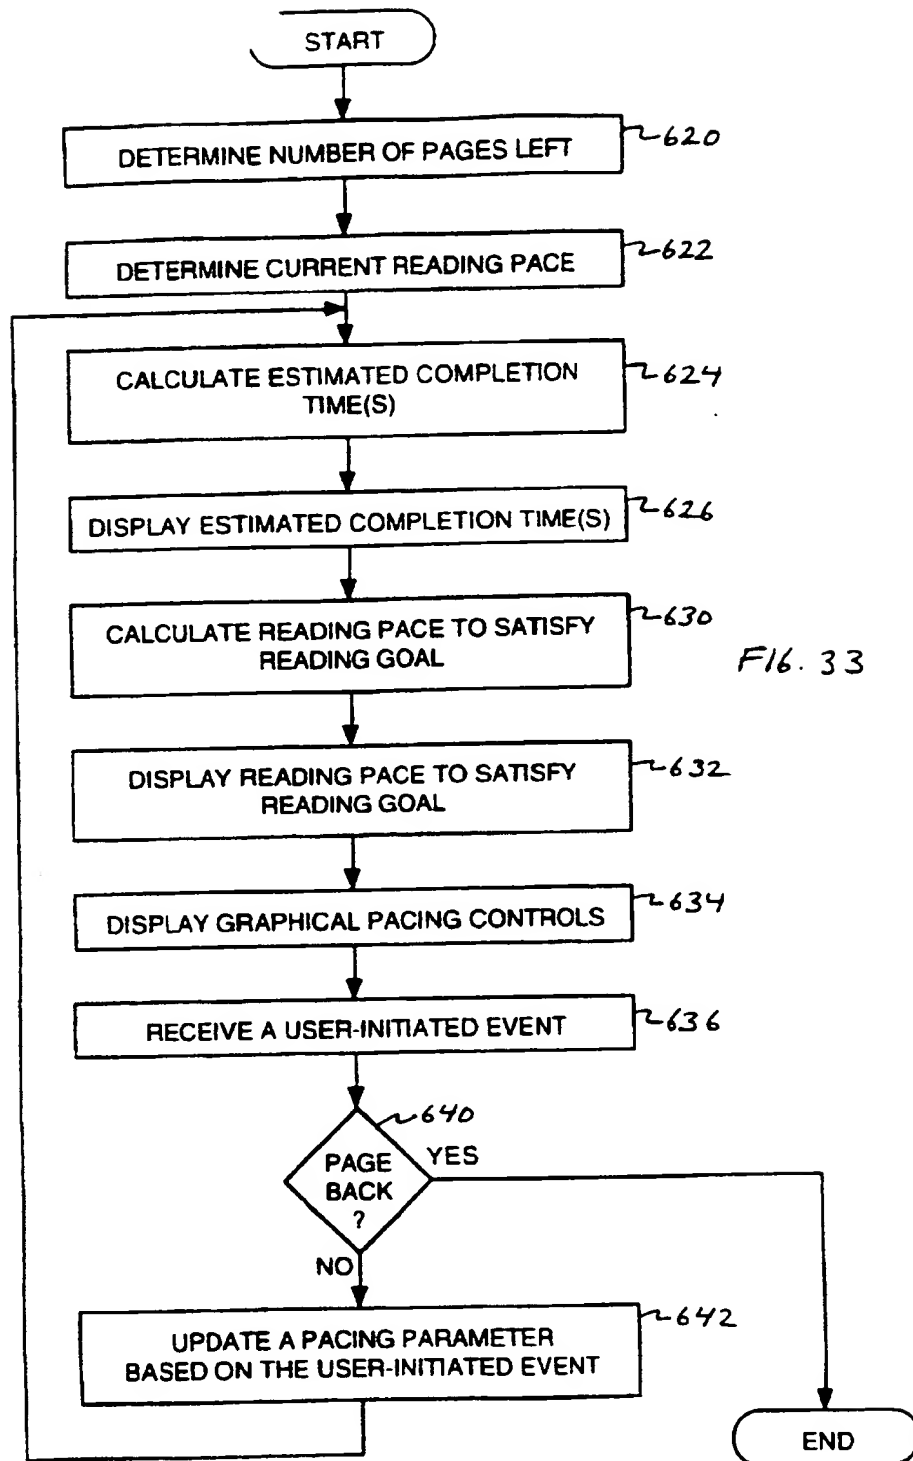 START
DETERMINE NUMBER OF PAGES LEFT
620
DETERMINE CURRENT READING PACE
622
CALCULATE ESTIMATED COMPLETION
TIME(S)
624
DISPLAY ESTIMATED COMPLETION TIME(S)
626
CALCULATE READING PACE TO SATISFY
READING GOAL
630
FIG. 33
DISPLAY READING PACE TO SATISFY
READING GOAL
632
DISPLAY GRAPHICAL PACING CONTROLS
634
RECEIVE A USER-INITIATED EVENT
636
640
PAGE
BACK
?
YES
NO
UPDATE A PACING PARAMETER
BASED ON THE USER-INITIATED EVENT
642
END